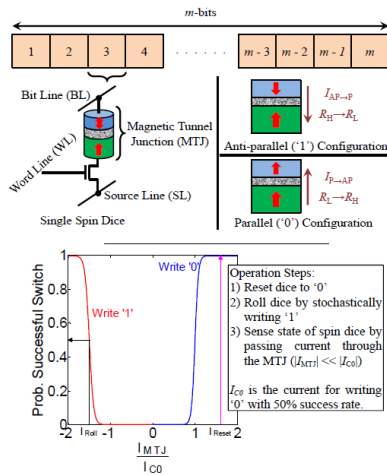 m-bits
1 2 3 4 . . . . . . m - 3 m - 2 m - 1 m
Bit Line (BL)
Word Line (WL)
Magnetic Tunnel
Junction (MTJ)
Source Line (SL)
Single Spin Dice
I_AP→P
R_H→R_L
Anti-parallel ('1') Configuration
I_P→AP
R_L→R_H
Parallel ('0') Configuration
Prob. Successful Switch
1
0.8
0.6
0.4
0.2
0
Write '1'
Write '0'
-2 I_Roll -1 0 1 I_Reset 2
I_MTJ
I_C0
Operation Steps:
1) Reset dice to '0'
2) Roll dice by stochastically
writing '1'
3) Sense state of spin dice by
passing current through
the MTJ (|I_MTJ| << |I_C0|)
I_C0 is the current for writing
'0' with 50% success rate.